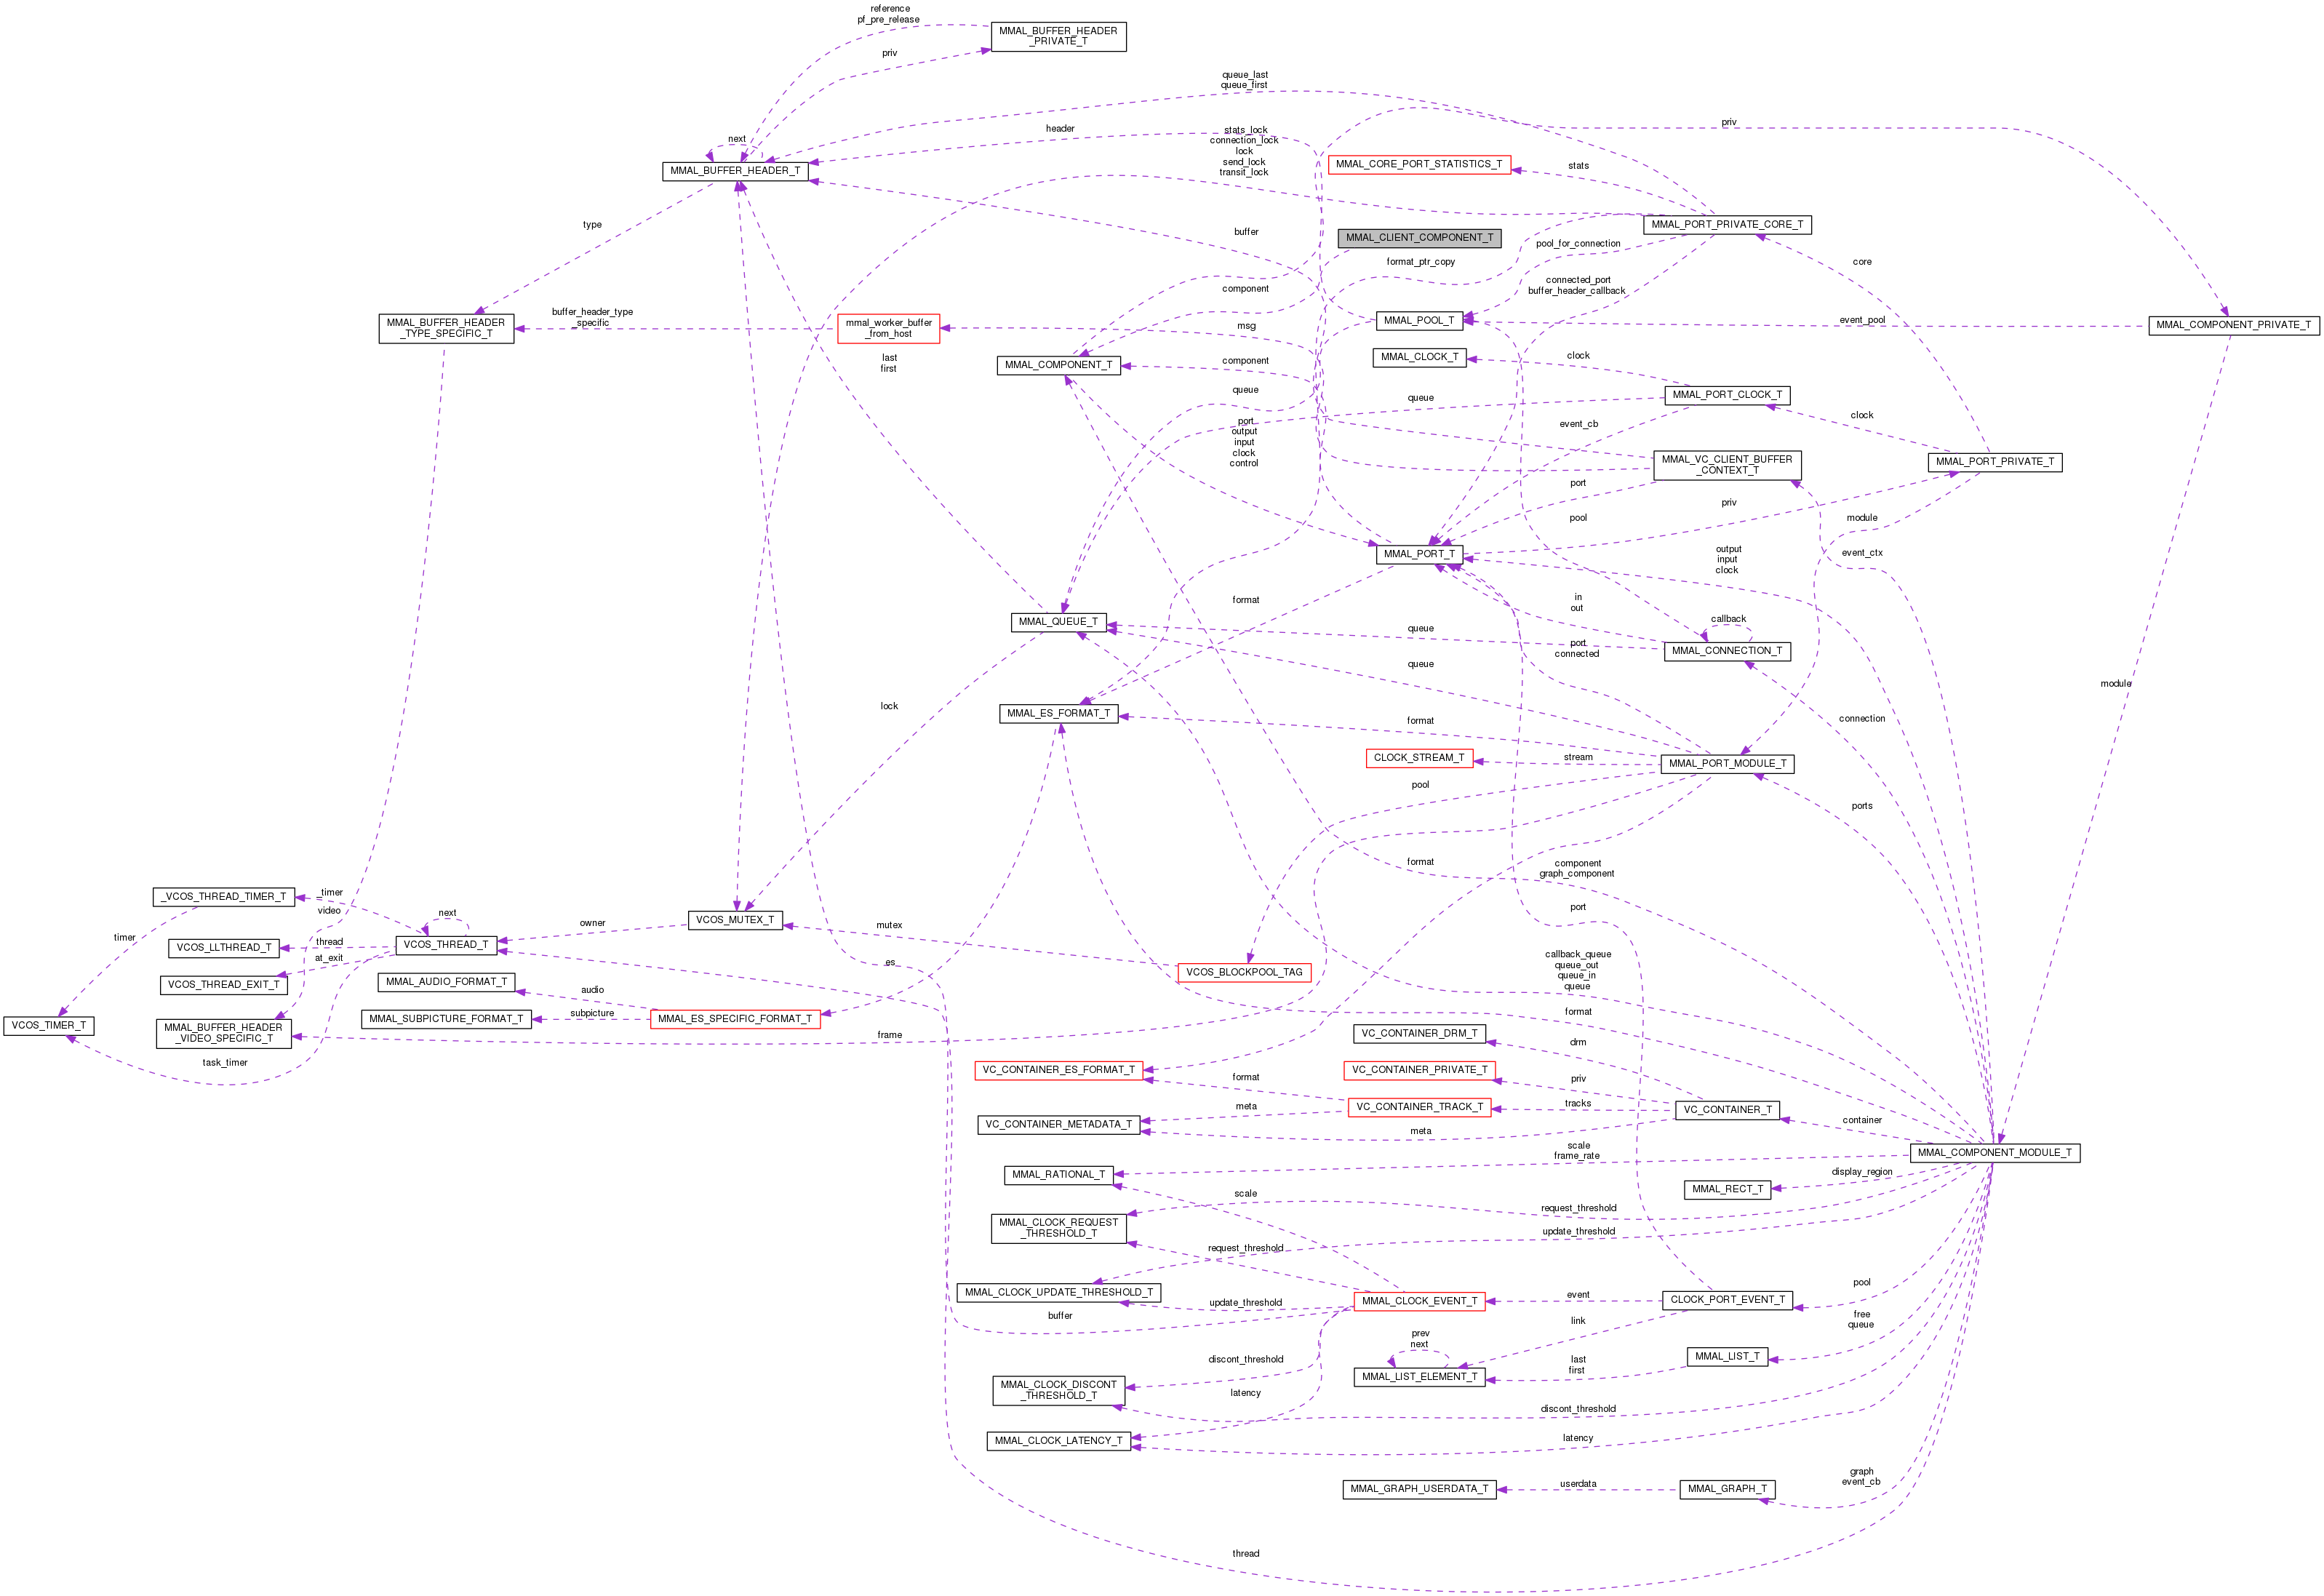 reference
pf_pre_release
MMAL_BUFFER_HEADER
_PRIVATE_T
priv
queue_last
queue_first
priv
next
header
stats_lock
connection_lock
lock
send_lock
transit_lock
MMAL_CORE_PORT_STATISTICS_T
stats
MMAL_BUFFER_HEADER_T
MMAL_PORT_PRIVATE_CORE_T
type
buffer
MMAL_CLIENT_COMPONENT_T
pool_for_connection
format_ptr_copy
core
component
connected_port
buffer_header_callback
MMAL_BUFFER_HEADER
_TYPE_SPECIFIC_T
buffer_header_type
_specific
mmal_worker_buffer
_from_host
msg
MMAL_POOL_T
event_pool
MMAL_COMPONENT_PRIVATE_T
last
first
MMAL_COMPONENT_T
component
MMAL_CLOCK_T
clock
queue
queue
MMAL_PORT_CLOCK_T
clock
port
output
input
clock
control
event_cb
MMAL_VC_CLIENT_BUFFER
_CONTEXT_T
MMAL_PORT_PRIVATE_T
port
priv
pool
module
MMAL_PORT_T
output
input
clock
event_ctx
format
in
out
MMAL_QUEUE_T
queue
callback
port
connected
MMAL_CONNECTION_T
queue
module
lock
MMAL_ES_FORMAT_T
format
connection
CLOCK_STREAM_T
stream
MMAL_PORT_MODULE_T
pool
ports
format
component
graph_component
_VCOS_THREAD_TIMER_T
_timer
video
next
VCOS_MUTEX_T
owner
mutex
port
timer
VCOS_LLTHREAD_T
thread
VCOS_THREAD_T
at_exit
es
callback_queue
queue_out
queue_in
queue
VCOS_THREAD_EXIT_T
MMAL_AUDIO_FORMAT_T
audio
VCOS_BLOCKPOOL_TAG
format
VCOS_TIMER_T
MMAL_BUFFER_HEADER
_VIDEO_SPECIFIC_T
MMAL_SUBPICTURE_FORMAT_T
subpicture
MMAL_ES_SPECIFIC_FORMAT_T
frame
VC_CONTAINER_DRM_T
drm
task_timer
VC_CONTAINER_ES_FORMAT_T
format
VC_CONTAINER_PRIVATE_T
priv
meta
VC_CONTAINER_TRACK_T
tracks
VC_CONTAINER_T
VC_CONTAINER_METADATA_T
meta
container
scale
frame_rate
MMAL_COMPONENT_MODULE_T
MMAL_RATIONAL_T
scale
MMAL_RECT_T
display_region
MMAL_CLOCK_REQUEST
_THRESHOLD_T
request_threshold
request_threshold
update_threshold
MMAL_CLOCK_UPDATE_THRESHOLD_T
update_threshold
MMAL_CLOCK_EVENT_T
event
CLOCK_PORT_EVENT_T
pool
buffer
link
free
queue
prev
next
discont_threshold
MMAL_LIST_T
last
first
MMAL_LIST_ELEMENT_T
MMAL_CLOCK_DISCONT
_THRESHOLD_T
latency
discont_threshold
MMAL_CLOCK_LATENCY_T
latency
graph
event_cb
MMAL_GRAPH_USERDATA_T
userdata
MMAL_GRAPH_T
thread